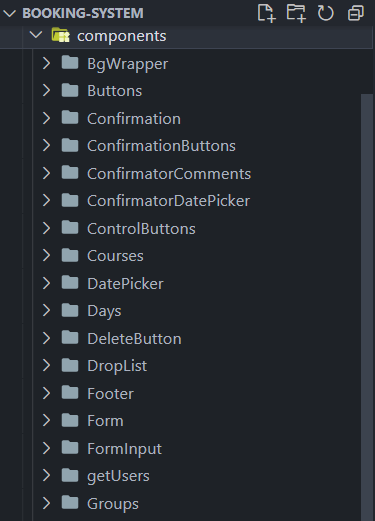 BOOKING-SYSTEM
components
BgWrapper
Buttons
Confirmation
ConfirmationButtons
ConfirmatorComments
ConfirmatorDatePicker
ControlButtons
Courses
DatePicker
Days
DeleteButton
DropList
Footer
Form
FormInput
getUsers
Groups